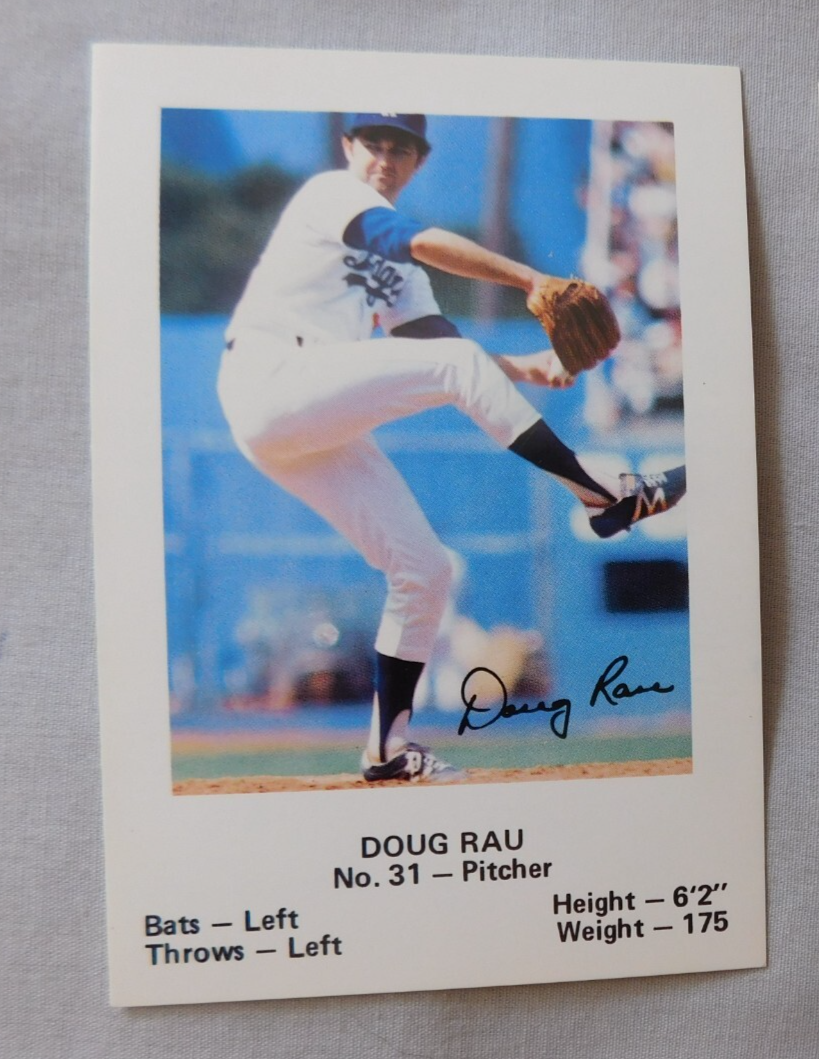 Doug Rau
DOUG RAU
No. 31 — Pitcher
Bats — Left
Throws — Left
Height — 6'2"
Weight — 175